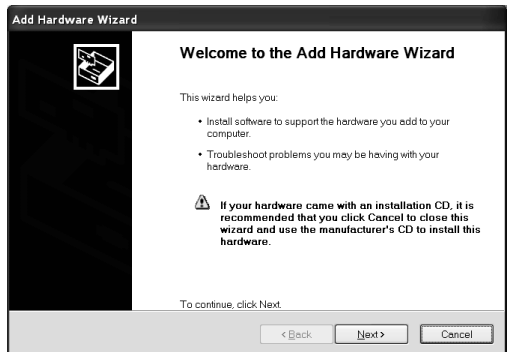 Add Hardware Wizard
Welcome to the Add Hardware Wizard
This wizard helps you:
• Install software to support the hardware you add to your
computer.
• Troubleshoot problems you may be having with your
hardware.
If your hardware came with an installation CD, it is
recommended that you click Cancel to close this
wizard and use the manufacturer's CD to install this
hardware.
To continue, click Next.
< Back
Next >
Cancel